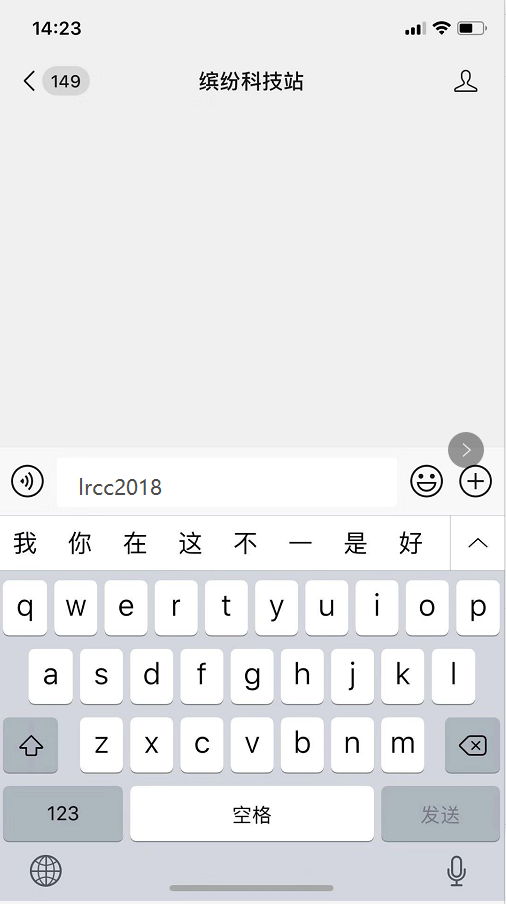 14:23
149
缤纷科技站
lrcc2018
我 你 在 这 不 一 是 好
q w e r t y u i o p
a s d f g h j k l
z x c v b n m
123 空格 发送